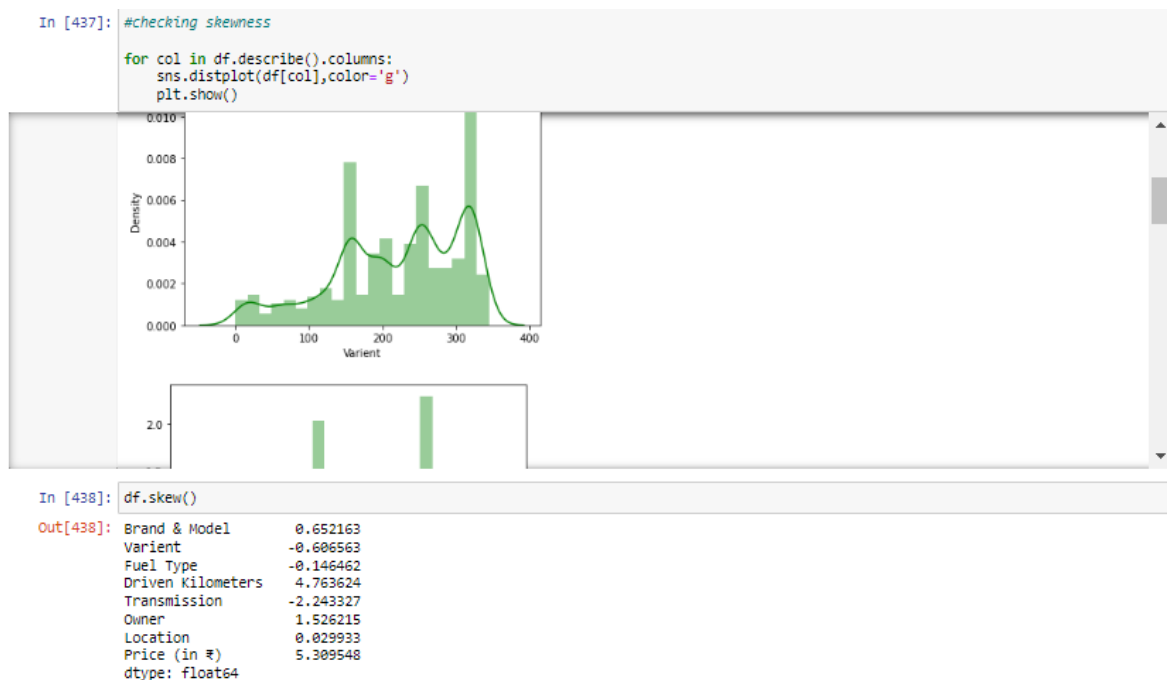 In [437]: #checking skewness
for col in df.describe().columns:
    sns.distplot(df[col],color='g')
    plt.show()
0.010
0.008
0.006
0.004
0.002
0.000
Density
0 100 200 300 400
Varient
2.0
In [438]: df.skew()
Out[438]: Brand & Model 0.652163
Varient -0.606563
Fuel Type -0.146462
Driven Kilometers 4.763624
Transmission -2.243327
Owner 1.526215
Location 0.029933
Price (in ₹) 5.309548
dtype: float64